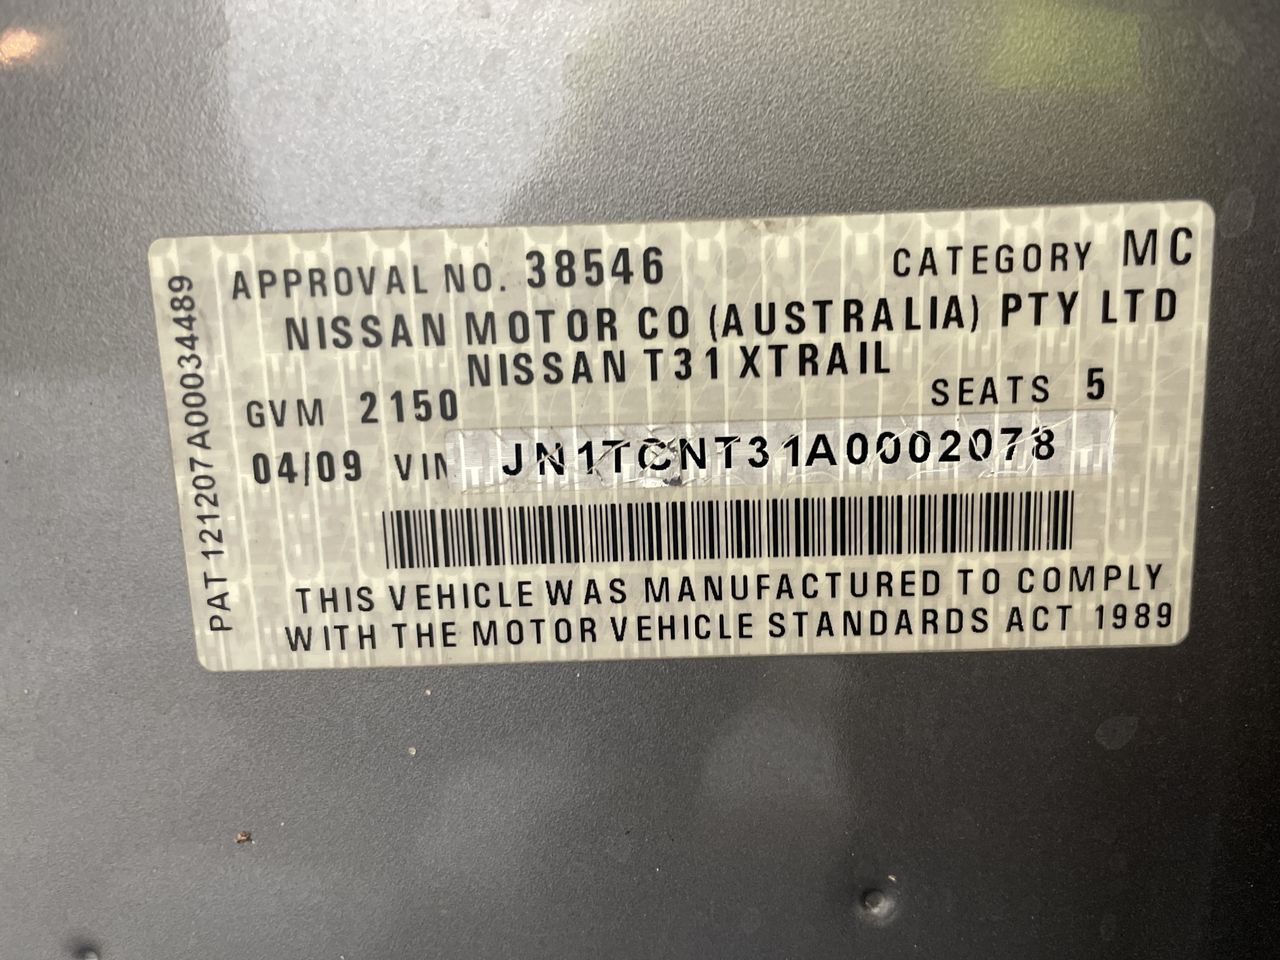 APPROVAL NO. 38546 CATEGORY MC
NISSAN MOTOR CO (AUSTRALIA) PTY LTD
NISSAN T31 XTRAIL
GVM 2150 SEATS 5
04/09 VIN JN1TCNT31A0002078
THIS VEHICLE WAS MANUFACTURED TO COMPLY
WITH THE MOTOR VEHICLE STANDARDS ACT 1989
PAT 121207A00034489